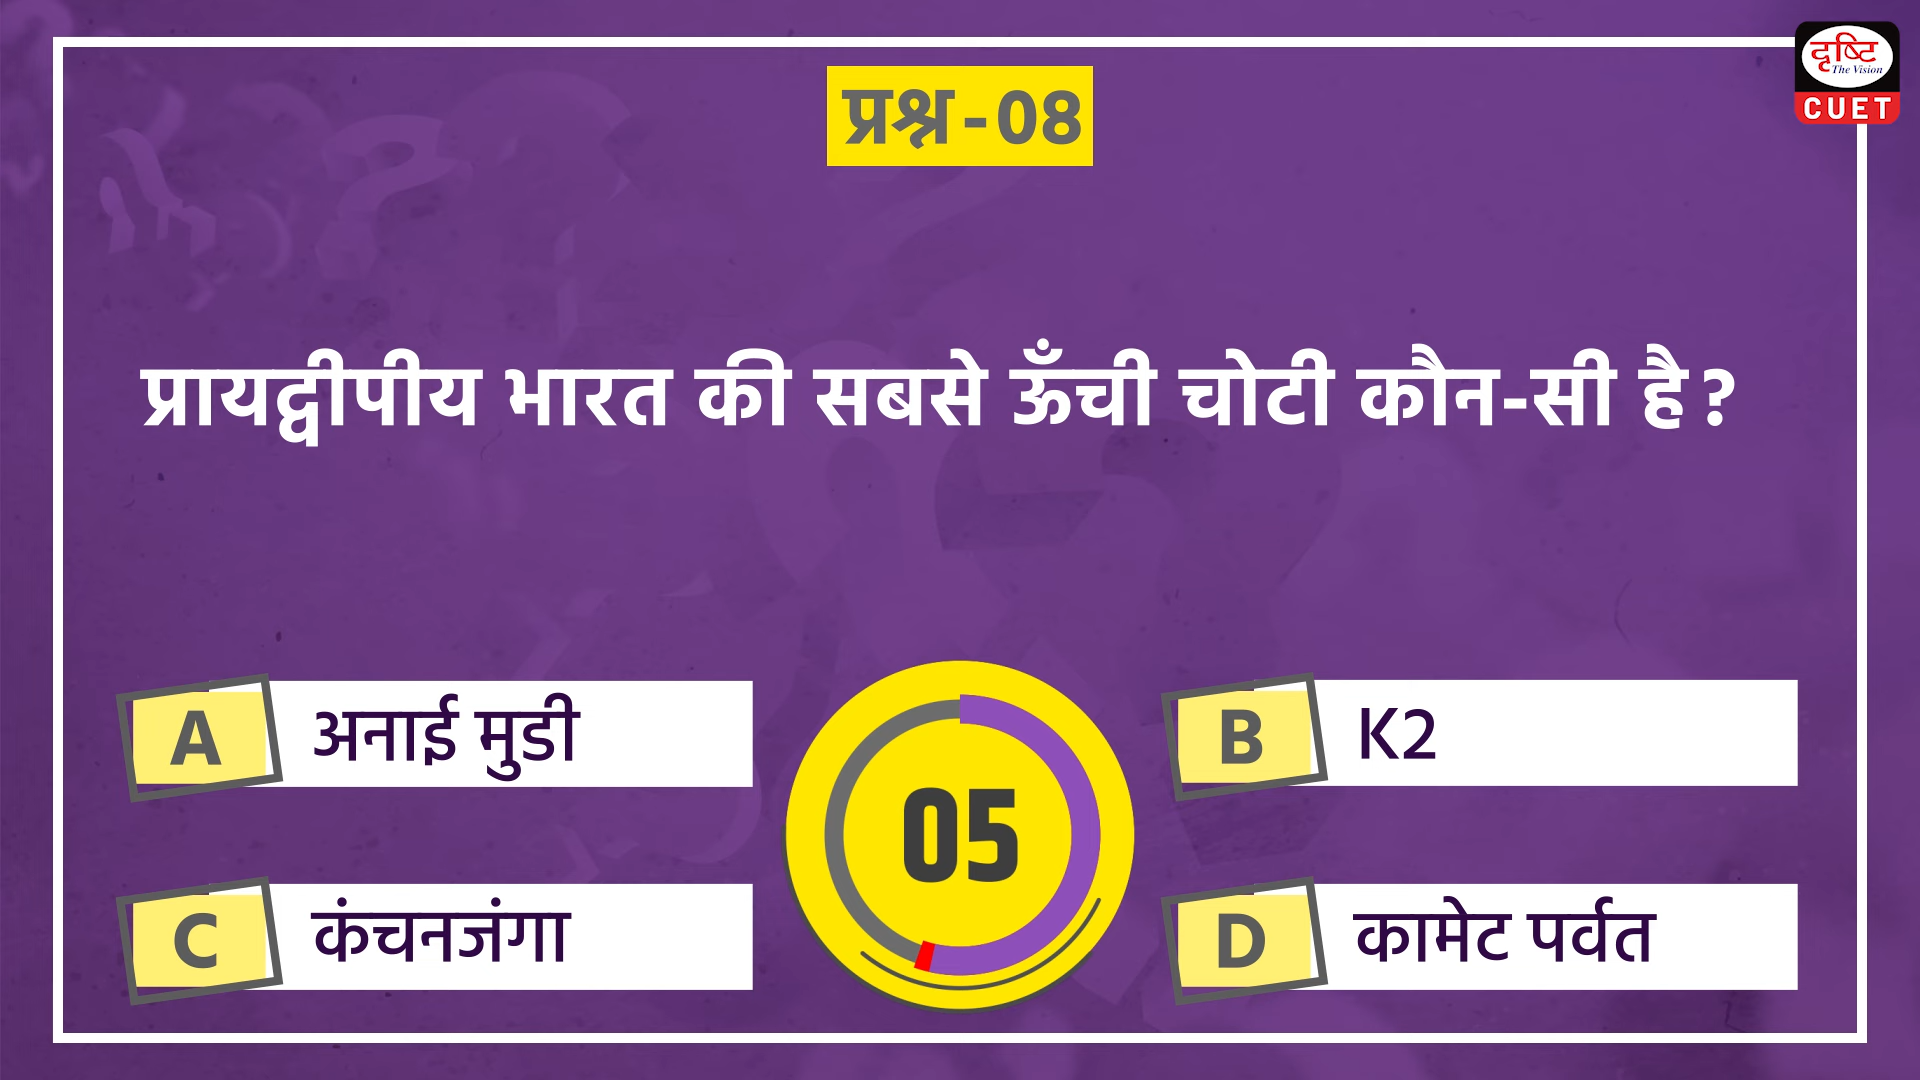 दृष्टि
The Vision
CUET
प्रश्न-08
प्रायद्वीपीय भारत की सबसे ऊँची चोटी कौन-सी है?
A अनाई मुडी
B K2
05
C कंचनजंगा
D कामेट पर्वत